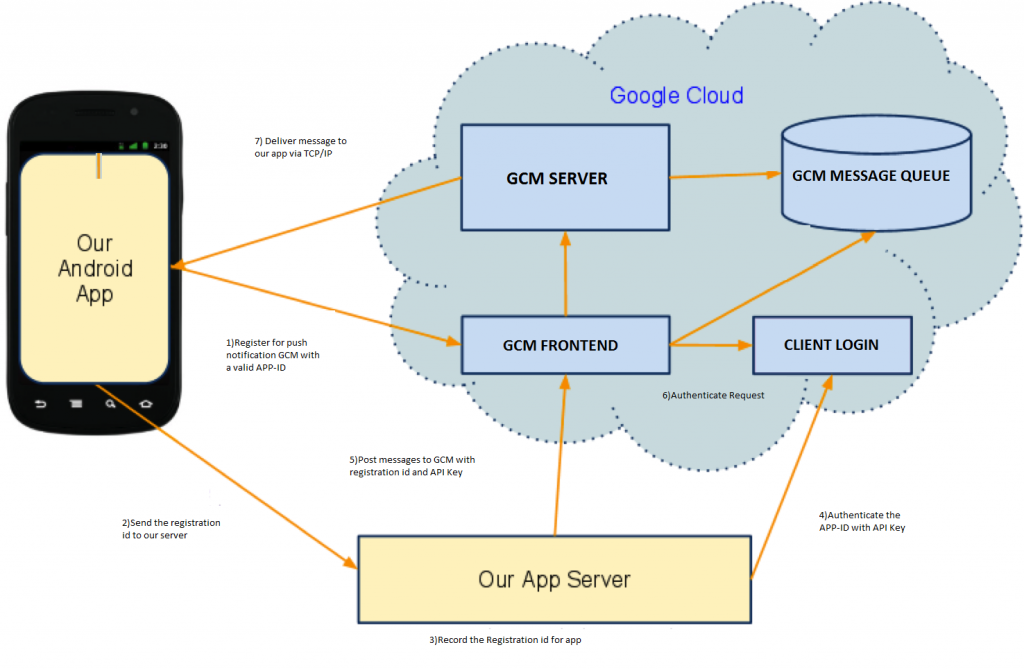 Google Cloud
7) Deliver message to
our app via TCP/IP
GCM SERVER
GCM MESSAGE QUEUE
2:30
Our
Android
App
1)Register for push
notification GCM with
a valid APP-ID
GCM FRONTEND
CLIENT LOGIN
6)Authenticate Request
5)Post messages to GCM with
registration id and API Key
2)Send the registration
id to our server
4)Authenticate the
APP-ID with API Key
Our App Server
3)Record the Registration id for app